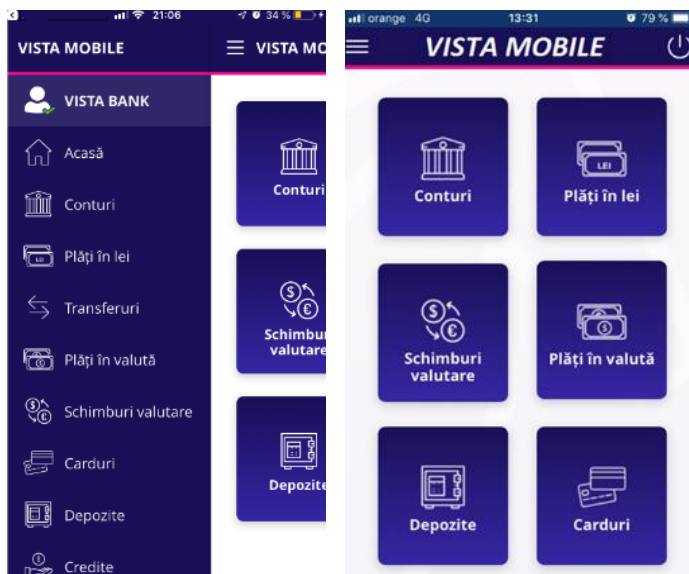 21:06
34 %
VISTA MOBILE
VISTA MO
VISTA BANK
Acasă
Conturi
Plăți în lei
LEI
Transferuri
Plăți în valută
Schimburi valutare
Carduri
Depozite
Credite
Conturi
$
€
Schimbur
valutare
Depozite
orange 4G
13:31
79 %
VISTA MOBILE
Conturi
LEI
Plăți în lei
$
€
Schimburi
valutare
$
Plăți în valută
Depozite
Carduri